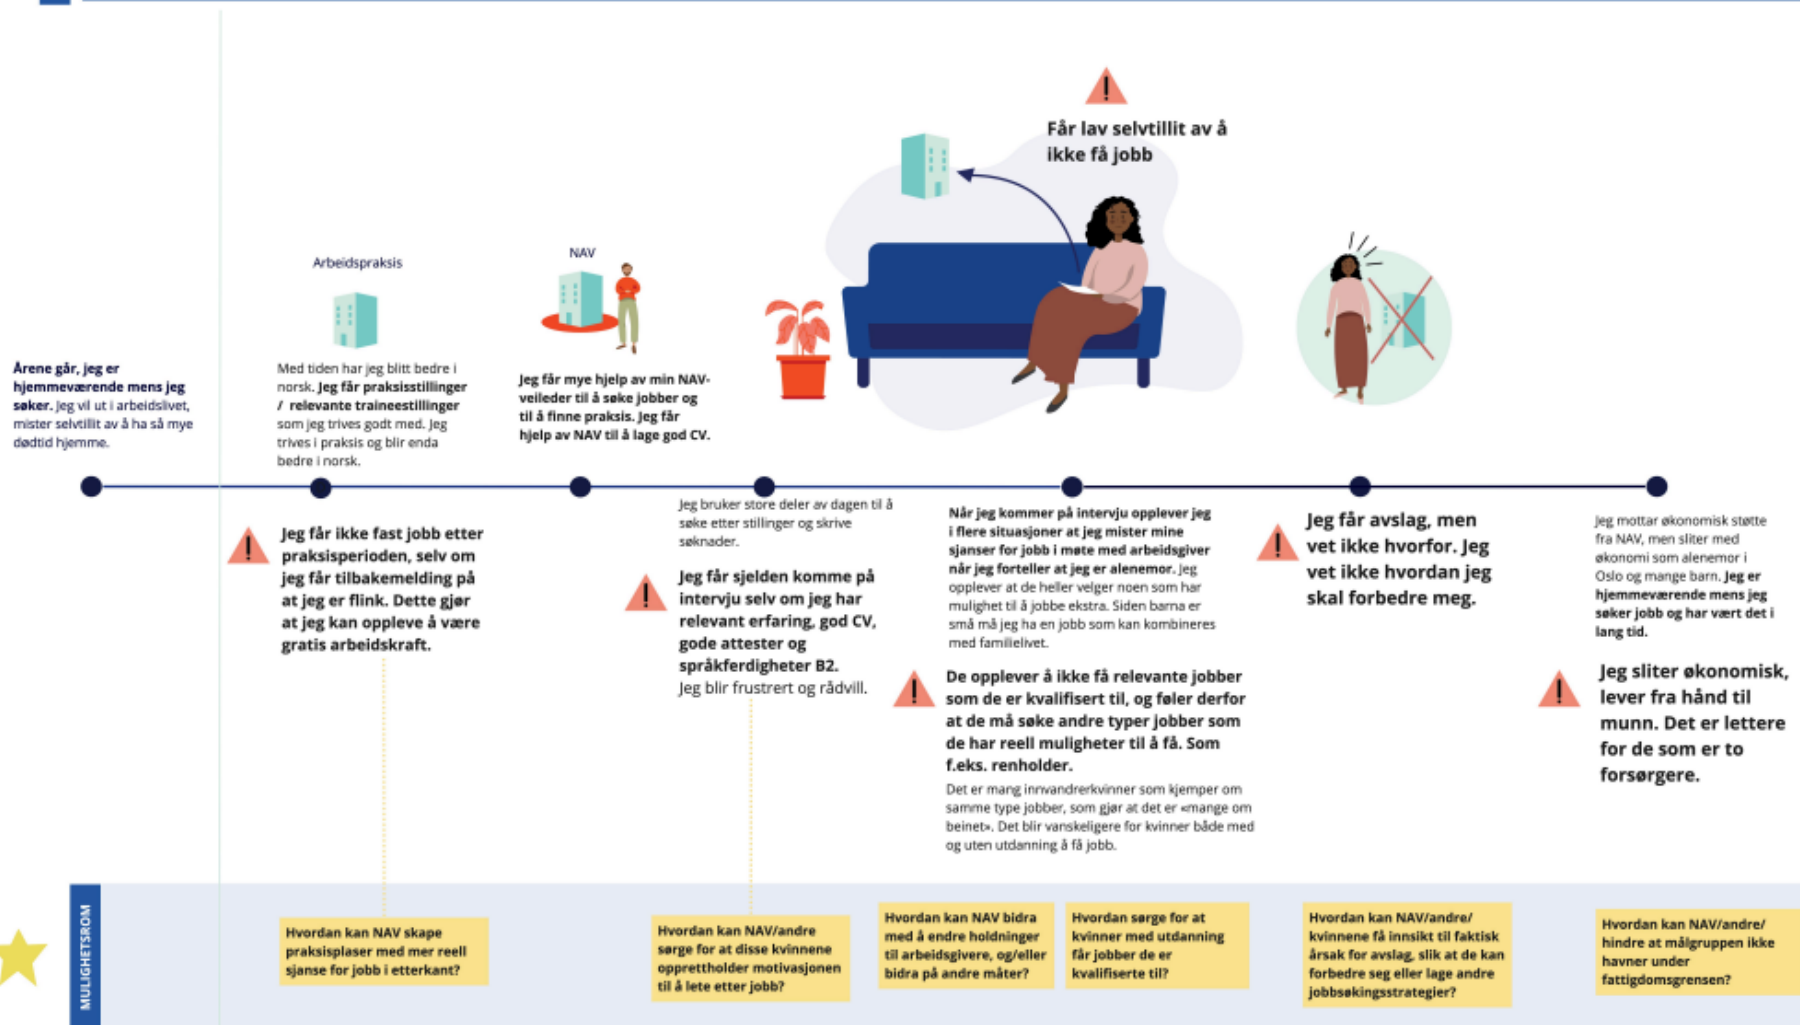 Får lav selvtillit av å
ikke få jobb
Årene går, jeg er
hjemmeværende mens jeg
søker. Jeg vil ut i arbeidslivet,
mister selvtillit av å ha så mye
dødtid hjemme.
Arbeidspraksis
Med tiden har jeg blitt bedre i
norsk. Jeg får praksisstillinger
/ relevante traineestillinger
som jeg trives godt med. Jeg
trives i praksis og blir enda
bedre i norsk.
NAV
Jeg får mye hjelp av min NAV-
veileder til å søke jobber og
til å finne praksis. Jeg får
hjelp av NAV til å lage god CV.
Jeg får ikke fast jobb etter
praksisperioden, selv om
jeg får tilbakemelding på
at jeg er flink. Dette gjør
at jeg kan oppleve å være
gratis arbeidskraft.
Jeg bruker store deler av dagen til å
søke etter stillinger og skrive
søknader.
Jeg får sjelden komme på
intervju selv om jeg har
relevant erfaring, god CV,
gode attester og
språkferdigheter B2.
Jeg blir frustrert og rådvill.
Når jeg kommer på intervju opplever jeg
i flere situasjoner at jeg mister mine
sjanser for jobb i møte med arbeidsgiver
når jeg forteller at jeg er alenemor. Jeg
opplever at de heller velger noen som har
mulighet til å jobbe ekstra. Siden barna er
små må jeg ha en jobb som kan kombineres
med familielivet.
De opplever å ikke få relevante jobber
som de er kvalifisert til, og føler derfor
at de må søke andre typer jobber som
de har reell muligheter til å få. Som
f.eks. renholder.
Det er mang innvandrerkvinner som kjemper om
samme type jobber, som gjør at det er «mange om
beinet». Det blir vanskeligere for kvinner både med
og uten utdanning å få jobb.
Jeg får avslag, men
vet ikke hvorfor. Jeg
vet ikke hvordan jeg
skal forbedre meg.
Jeg mottar økonomisk støtte
fra NAV, men sliter med
økonomi som alenemor i
Oslo og mange barn. Jeg er
hjemmeværende mens jeg
søker jobb og har vært det i
lang tid.
Jeg sliter økonomisk,
lever fra hånd til
munn. Det er lettere
for de som er to
forsørgere.
MULIGHETSROM
Hvordan kan NAV skape
praksisplaser med mer reell
sjanse for jobb i etterkant?
Hvordan kan NAV/andre
sørge for at disse kvinnene
opprettholder motivasjonen
til å lete etter jobb?
Hvordan kan NAV bidra
med å endre holdninger
til arbeidsgivere, og/eller
bidra på andre måter?
Hvordan sørge for at
kvinner med utdanning
får jobber de er
kvalifiserte til?
Hvordan kan NAV/andre/
kvinnene få innsikt til faktisk
årsak for avslag, slik at de kan
forbedre seg eller lage andre
jobbsøkingsstrategier?
Hvordan kan NAV/andre/
hindre at målgruppen ikke
havner under
fattigdomsgrensen?